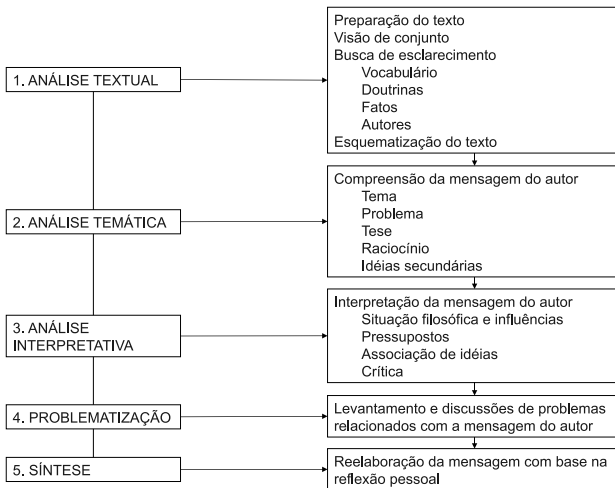 1. ANÁLISE TEXTUAL
Preparação do texto
Visão de conjunto
Busca de esclarecimento
Vocabulário
Doutrinas
Fatos
Autores
Esquematização do texto
2. ANÁLISE TEMÁTICA
Compreensão da mensagem do autor
Tema
Problema
Tese
Raciocínio
Idéias secundárias
3. ANÁLISE
INTERPRETATIVA
Interpretação da mensagem do autor
Situação filosófica e influências
Pressupostos
Associação de idéias
Crítica
4. PROBLEMATIZAÇÃO
Levantamento e discussões de problemas
relacionados com a mensagem do autor
5. SÍNTESE
Reelaboração da mensagem com base na
reflexão pessoal